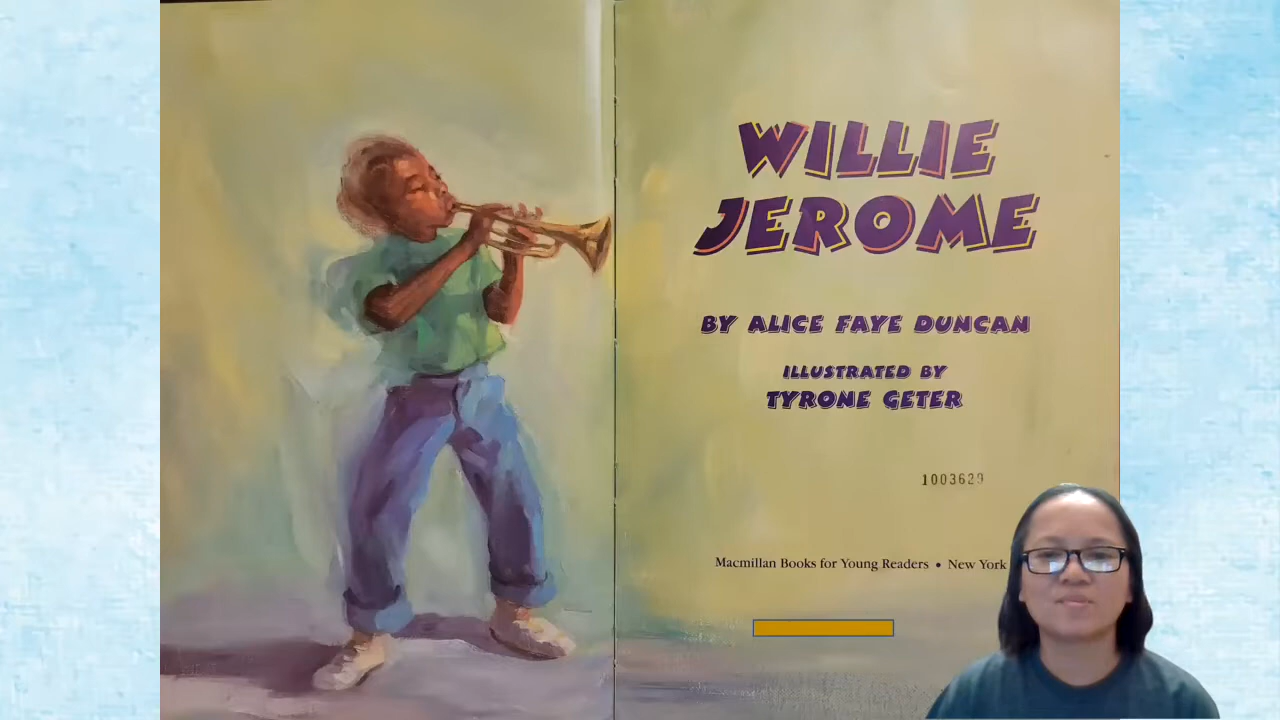 WILLIE
JEROME
BY ALICE FAYE DUNCAN
ILLUSTRATED BY
TYRONE GETER
1003629
Macmillan Books for Young Readers • New York